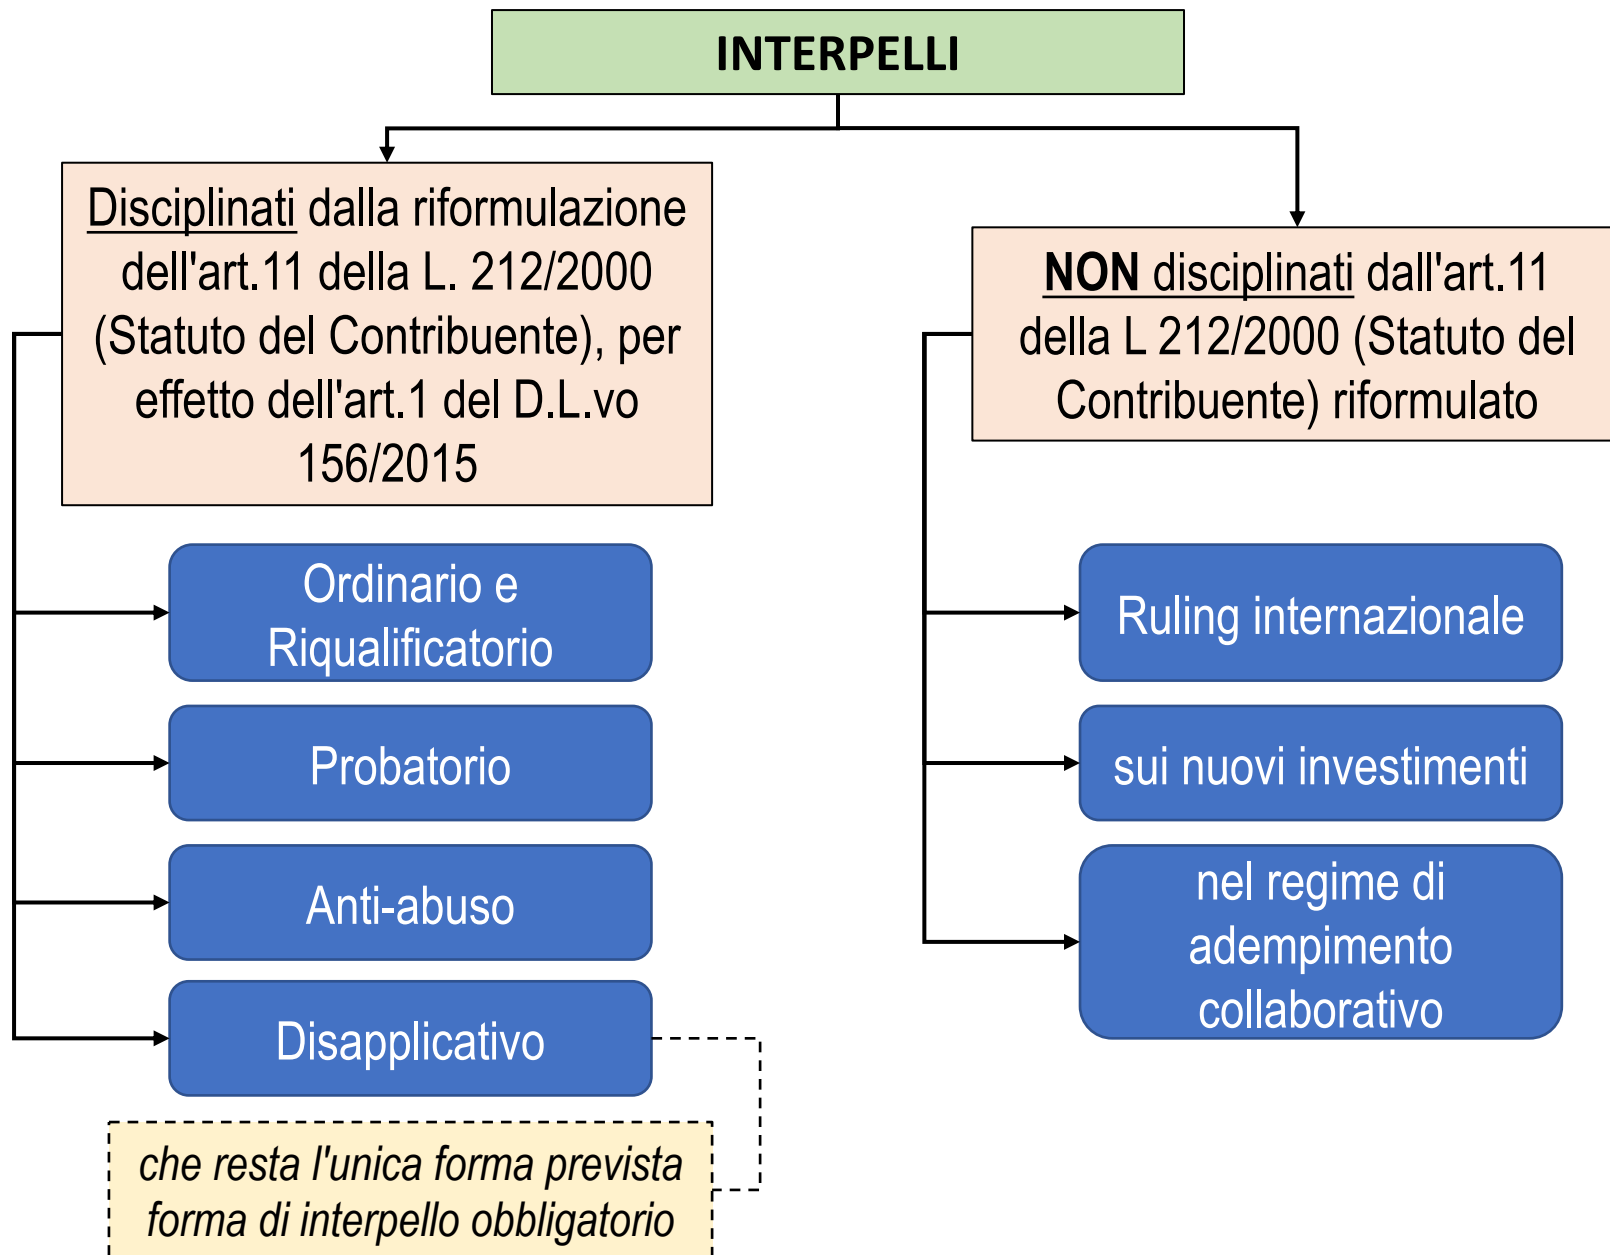 INTERPELLI
Disciplinati dalla riformulazione
dell'art.11 della L. 212/2000
(Statuto del Contribuente), per
effetto dell'art.1 del D.L.vo
156/2015
NON disciplinati dall'art.11
della L 212/2000 (Statuto del
Contribuente) riformulato
Ordinario e
Riqualificatorio
Probatorio
Anti-abuso
Disapplicativo
che resta l'unica forma prevista
forma di interpello obbligatorio
Ruling internazionale
sui nuovi investimenti
nel regime di
adempimento
collaborativo